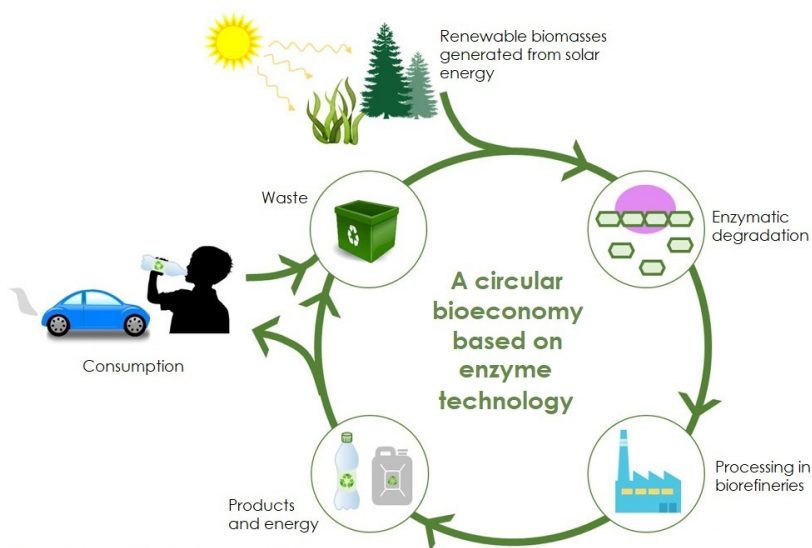 Renewable biomasses
generated from solar
energy
Waste
Enzymatic
degradation
A circular
bioeconomy
based on
enzyme
technology
Consumption
Products
and energy
Processing in
biorefineries